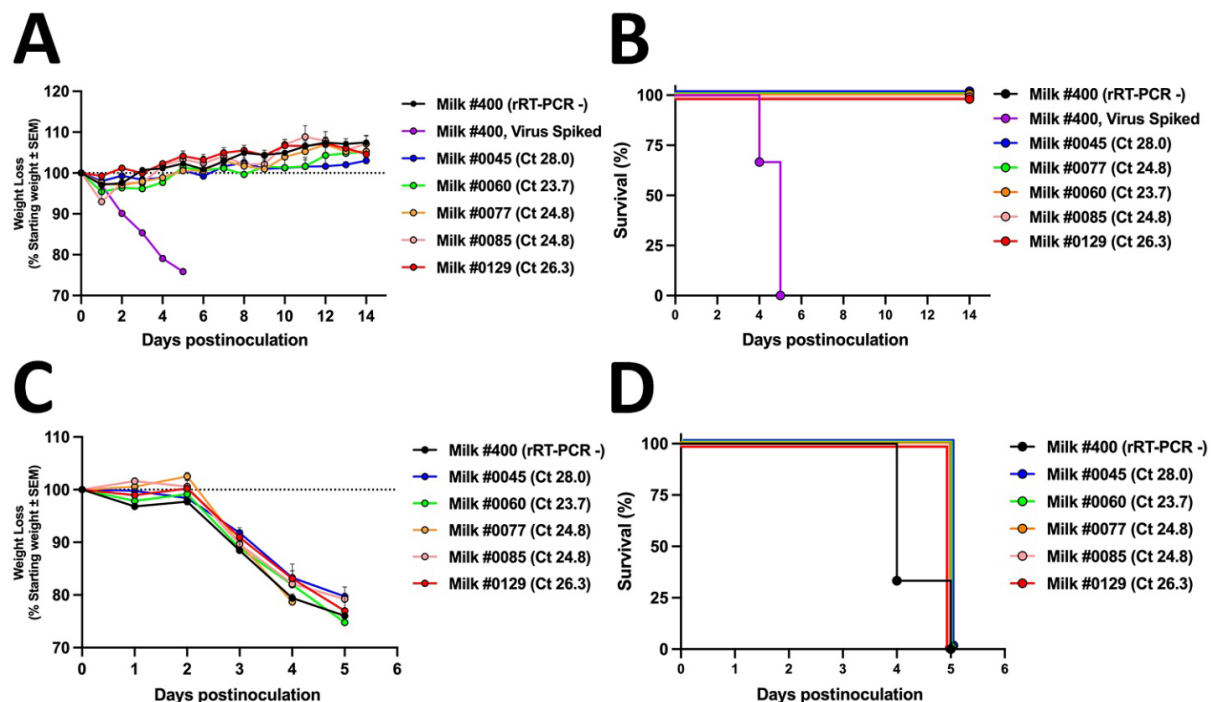 A
Weight Loss
(% Starting weight ± SEM)
120
110
100
90
80
70
0 2 4 6 8 10 12 14
Days postinoculation
Milk #400 (rRT-PCR -)
Milk #400, Virus Spiked
Milk #0045 (Ct 28.0)
Milk #0060 (Ct 23.7)
Milk #0077 (Ct 24.8)
Milk #0085 (Ct 24.8)
Milk #0129 (Ct 26.3)
B
Survival (%)
100
75
50
25
0
0 2 4 6 8 10 12 14
Days postinoculation
Milk #400 (rRT-PCR -)
Milk #400, Virus Spiked
Milk #0045 (Ct 28.0)
Milk #0077 (Ct 24.8)
Milk #0060 (Ct 23.7)
Milk #0085 (Ct 24.8)
Milk #0129 (Ct 26.3)
C
Weight Loss
(% Starting weight ± SEM)
110
100
90
80
70
0 1 2 3 4 5 6
Days postinoculation
Milk #400 (rRT-PCR -)
Milk #0045 (Ct 28.0)
Milk #0060 (Ct 23.7)
Milk #0077 (Ct 24.8)
Milk #0085 (Ct 24.8)
Milk #0129 (Ct 26.3)
D
Survival (%)
100
75
50
25
0
0 1 2 3 4 5 6
Days postinoculation
Milk #400 (rRT-PCR -)
Milk #0045 (Ct 28.0)
Milk #0060 (Ct 23.7)
Milk #0077 (Ct 24.8)
Milk #0085 (Ct 24.8)
Milk #0129 (Ct 26.3)